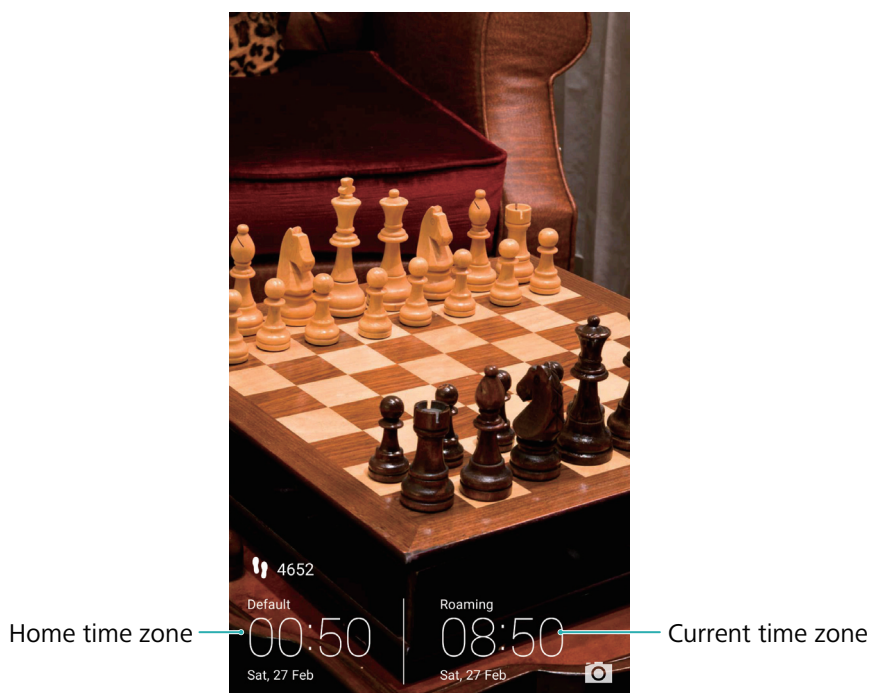 4652
Default
Roaming
Home time zone
00:50
08:50
Current time zone
Sat, 27 Feb
Sat, 27 Feb